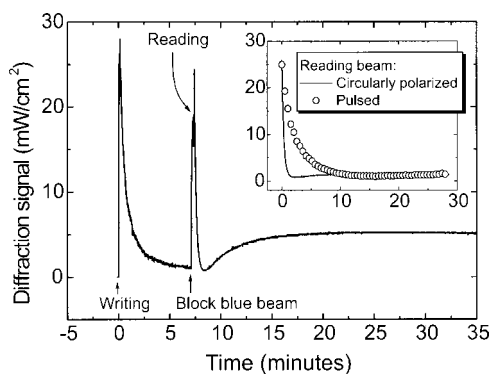 Diffraction signal (mW/cm²)
30
20
10
0
-5
0
5
10
15
20
25
30
35
Time (minutes)
Reading
Writing
Block blue beam
30
20
10
0
0
10
20
30
Reading beam:
Circularly polarized
Pulsed